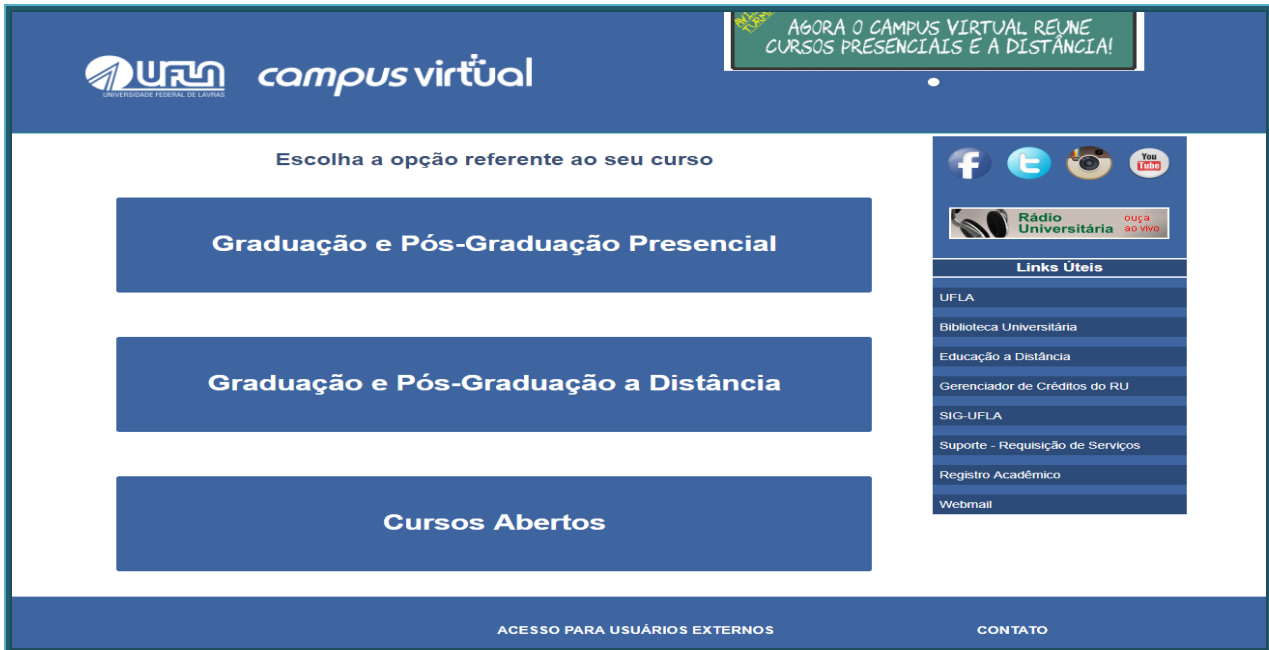 AGORA O CAMPUS VIRTUAL REUNE
CURSOS PRESENCIAIS E A DISTÂNCIA!
UFLA
UNIVERSIDADE FEDERAL DE LAVRAS
campus virtual
Escolha a opção referente ao seu curso
Graduação e Pós-Graduação Presencial
Graduação e Pós-Graduação a Distância
Cursos Abertos
f
t
You
Tube
Rádio
Universitária
ouça
ao vivo
Links Úteis
UFLA
Biblioteca Universitária
Educação a Distância
Gerenciador de Créditos do RU
SIG-UFLA
Suporte - Requisição de Serviços
Registro Acadêmico
Webmail
ACESSO PARA USUÁRIOS EXTERNOS
CONTATO